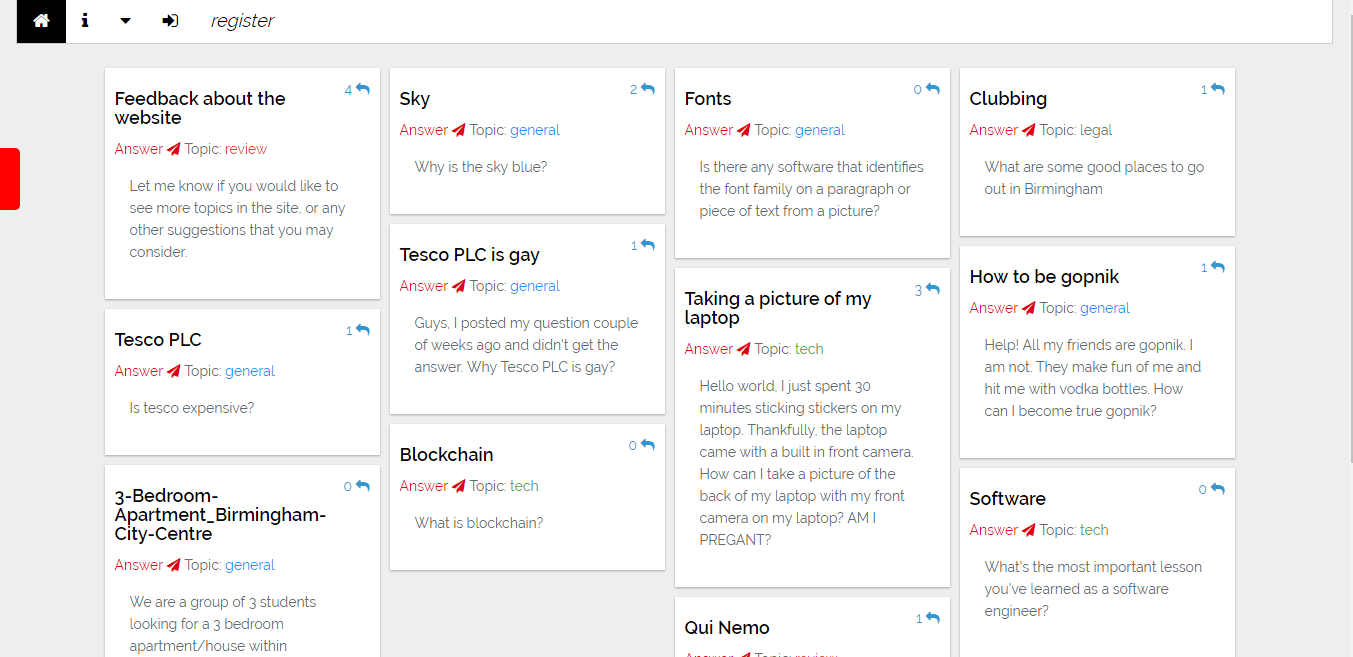 register
4
Feedback about the
website
Answer Topic: review
Let me know if you would like to
see more topics in the site, or any
other suggestions that you may
consider.
1
Tesco PLC
Answer Topic: general
Is tesco expensive?
0
3-Bedroom-
Apartment_Birmingham-
City-Centre
Answer Topic: general
We are a group of 3 students
looking for a 3 bedroom
apartment/house within
2
Sky
Answer Topic: general
Why is the sky blue?
1
Tesco PLC is gay
Answer Topic: general
Guys, I posted my question couple
of weeks ago and didn't get the
answer. Why Tesco PLC is gay?
0
Blockchain
Answer Topic: tech
What is blockchain?
0
Fonts
Answer Topic: general
Is there any software that identifies
the font family on a paragraph or
piece of text from a picture?
3
Taking a picture of my
laptop
Answer Topic: tech
Hello world, I just spent 30
minutes sticking stickers on my
laptop. Thankfully, the laptop
came with a built in front camera.
How can I take a picture of the
back of my laptop with my front
camera on my laptop? AM I
PREGANT?
1
Qui Nemo
Answer Topic: review
1
Clubbing
Answer Topic: legal
What are some good places to go
out in Birmingham
1
How to be gopnik
Answer Topic: general
Help! All my friends are gopnik. I
am not. They make fun of me and
hit me with vodka bottles. How
can I become true gopnik?
0
Software
Answer Topic: tech
What's the most important lesson
you've learned as a software
engineer?